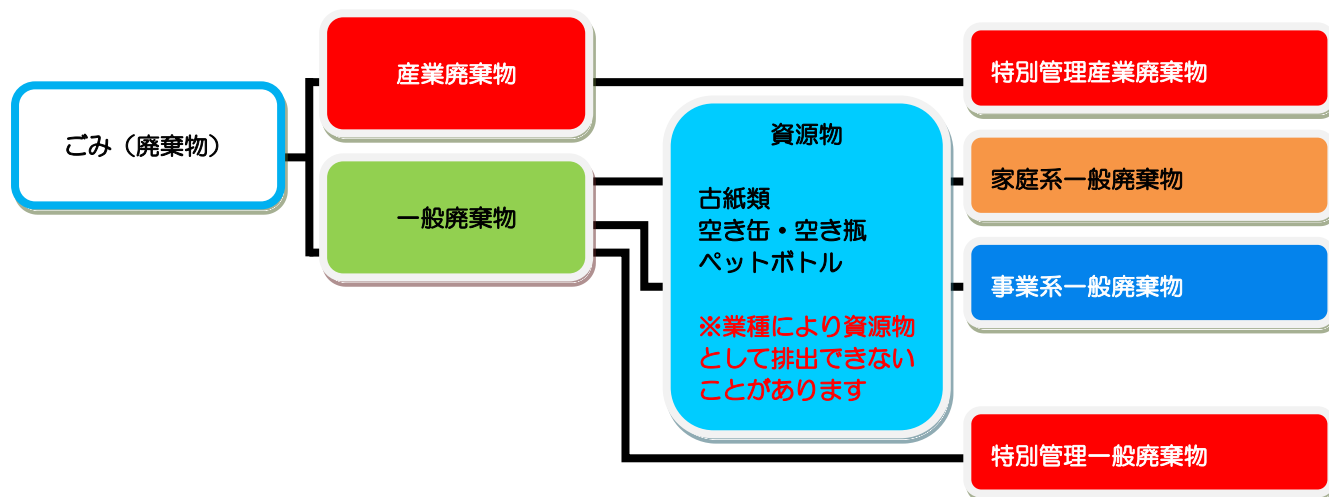 ごみ（廃棄物）
産業廃棄物
一般廃棄物
資源物
古紙類
空き缶・空き瓶
ペットボトル
※業種により資源物
として排出できない
ことがあります
特別管理産業廃棄物
家庭系一般廃棄物
事業系一般廃棄物
特別管理一般廃棄物